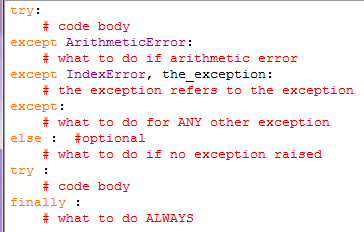 try:
    # code body
except ArithmeticError:
    # what to do if arithmetic error
except IndexError, the_exception:
    # the exception refers to the exception
except:
    # what to do for ANY other exception
else :  #optional
    # what to do if no exception raised
try :
    # code body
finally :
    # what to do ALWAYS